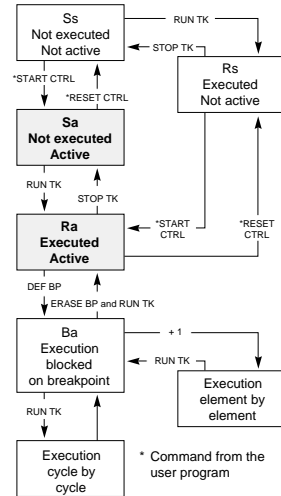 Ss
Not executed
Not active
RUN TK
STOP TK
Rs
Executed
Not active
*START CTRL
*RESET CTRL
Sa
Not executed
Active
RUN TK
STOP TK
*START
CTRL
*RESET
CTRL
Ra
Executed
Active
DEF BP
ERASE BP and RUN TK
Ba
Execution
blocked
on breakpoint
+ 1
RUN TK
Execution
element by
element
RUN TK
Execution
cycle by
cycle
* Command from the
user program